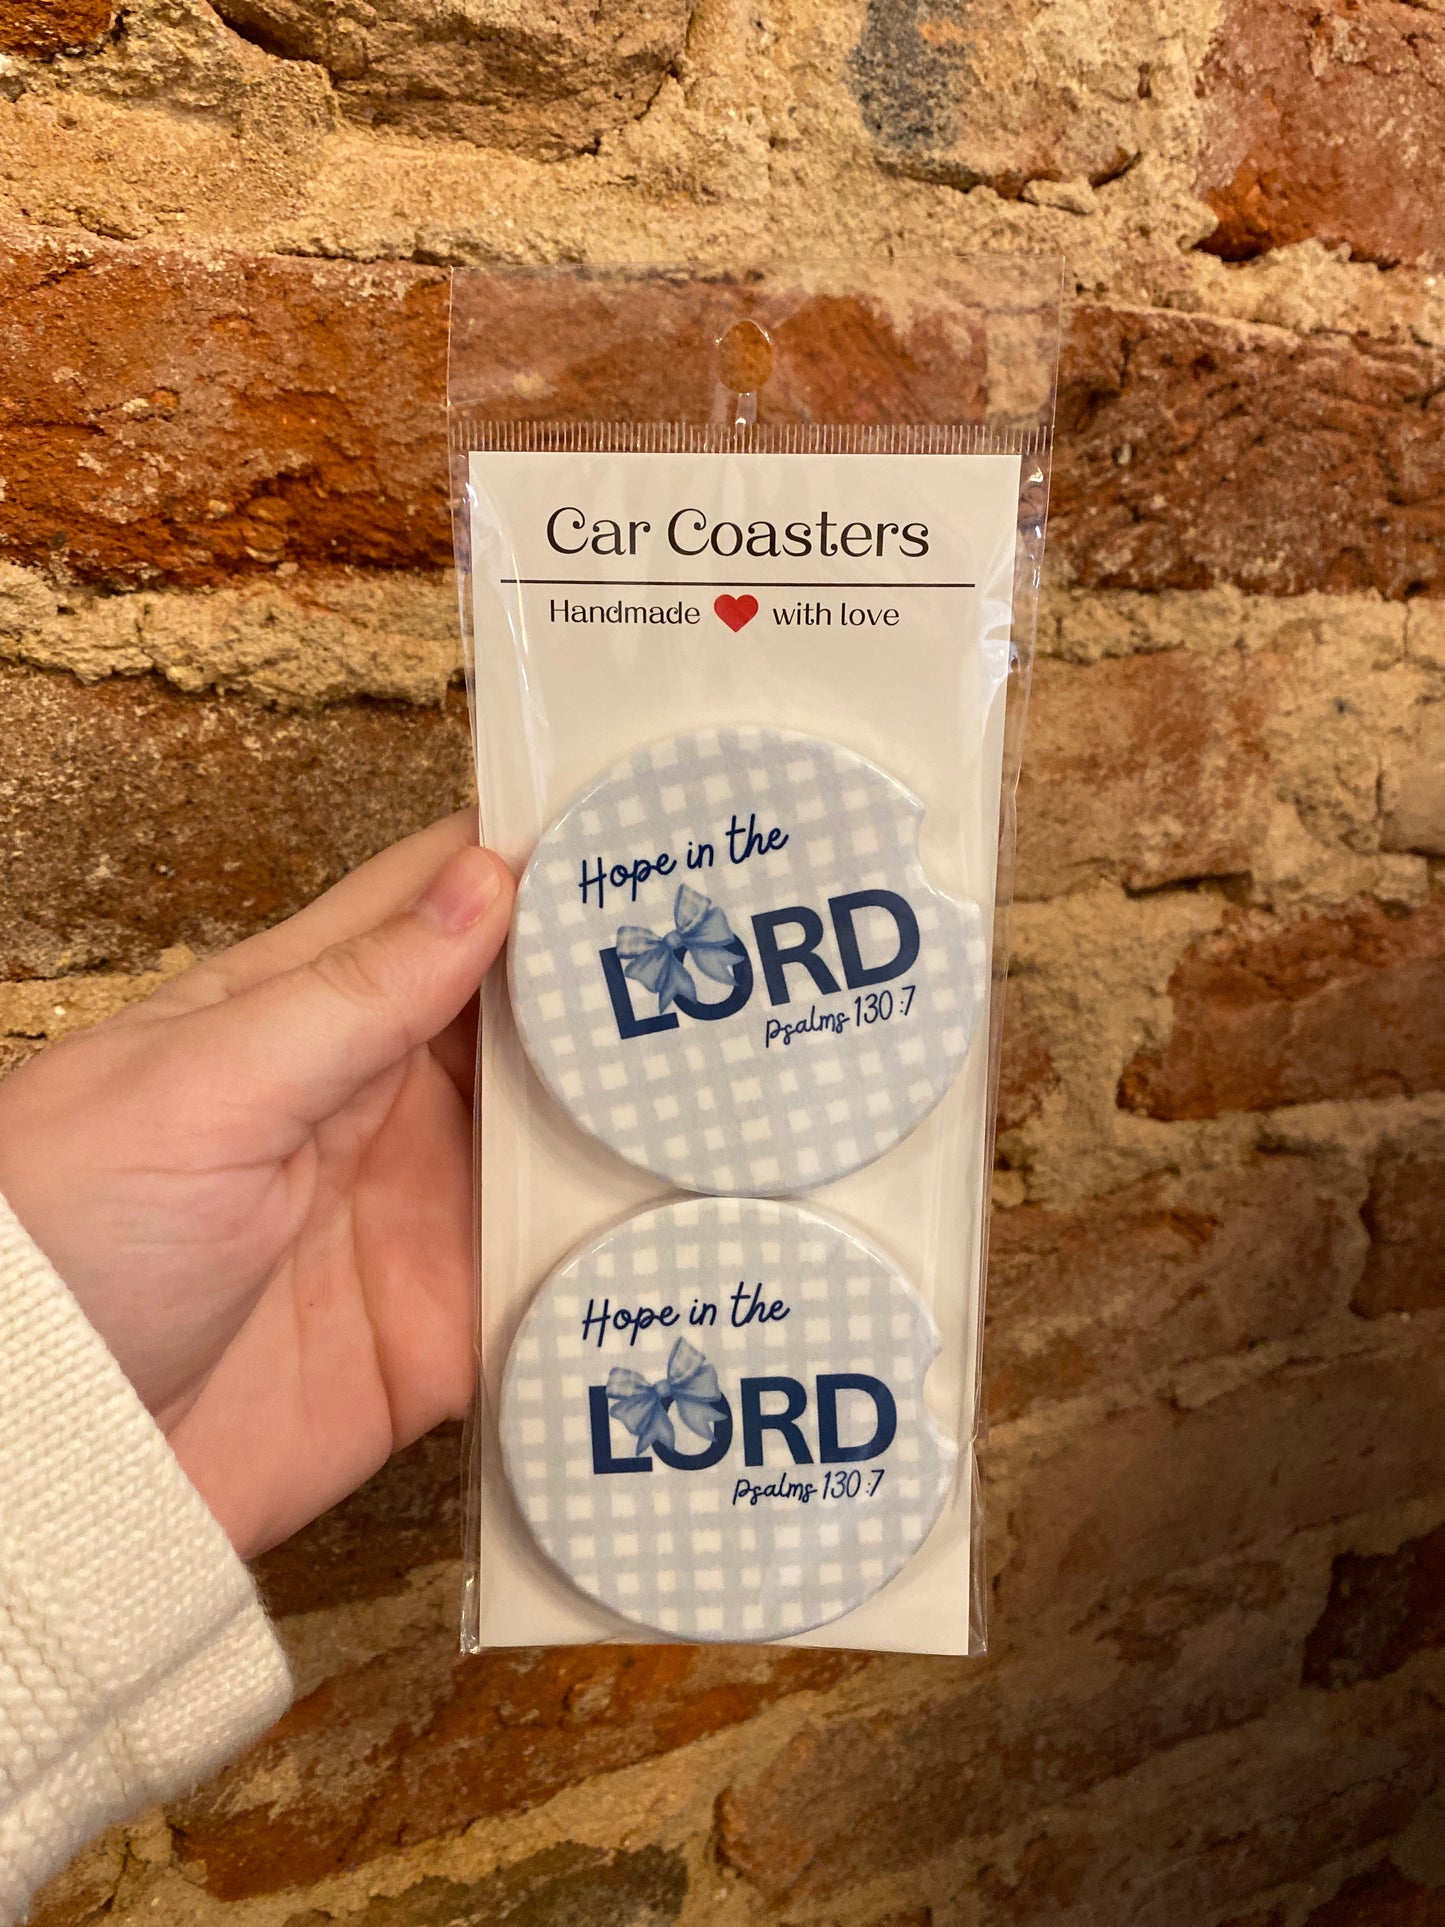 Car Coasters
Handmade ❤ with love
Hope in the
LORD
Psalms 130:7
Hope in the
LORD
Psalms 130:7